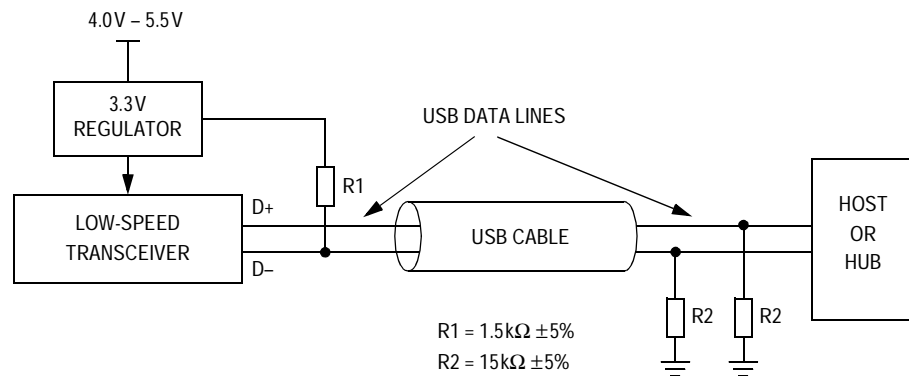 4.0V – 5.5V
3.3V
REGULATOR
USB DATA LINES
R1
D+
LOW-SPEED
TRANSCEIVER
D–
USB CABLE
HOST
OR
HUB
R2
R2
R1 = 1.5kΩ ±5%
R2 = 15kΩ ±5%